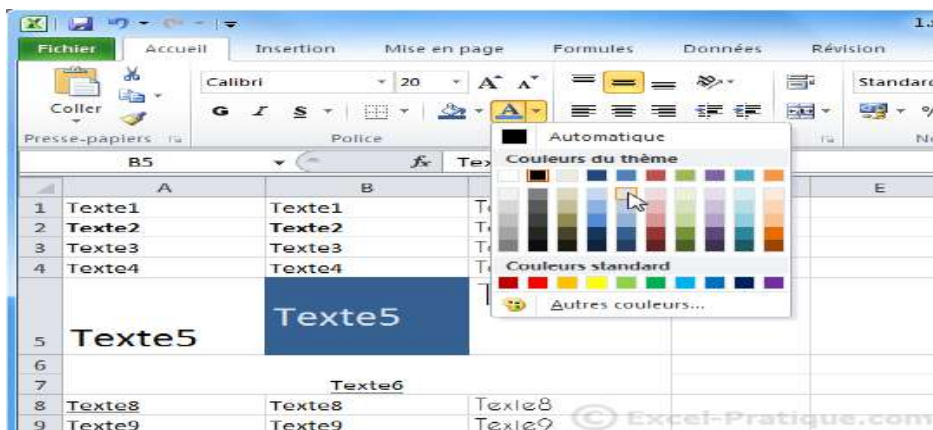 1.
Fichier Accueil Insertion Mise en page Formules Données Révision
Coller Calibri 20 A A Standard
G I S A %
Presse-papiers Police
Automatique
Couleurs du thème
B5 fx
A B E
1 Texte1 Texte1
2 Texte2 Texte2
3 Texte3 Texte3
4 Texte4 Texte4
Couleurs standard
Autres couleurs...
5 Texte5 Texte5
6
7 Texte6
8 Texte8 Texte8 Texte8
9 Texte9 Texte9 Texte9
© Excel-Pratique.com